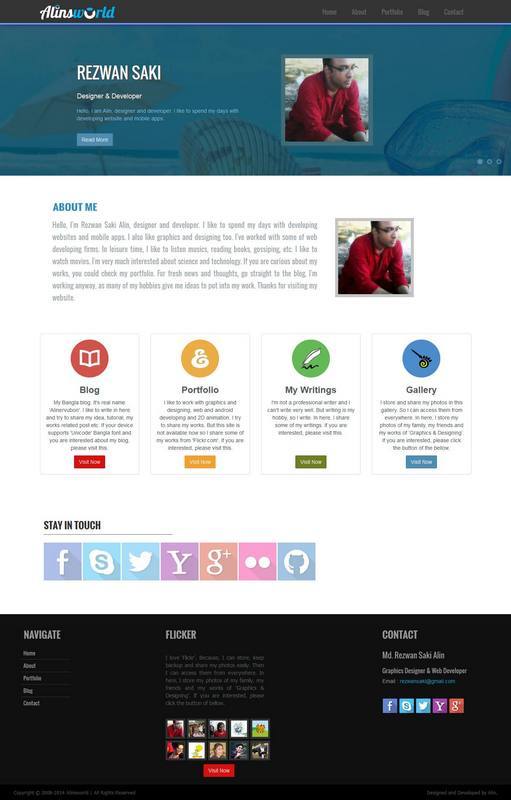 Alinsworld
Home About Portfolio Blog Contact
REZWAN SAKI
Designer & Developer
Hello, I am Alin, designer and developer. I like to spend my days with
developing website and mobile apps.
Read More
ABOUT ME
Hello, I'm Rezwan Saki Alin, designer and developer. I like to spend my days with developing
websites and mobile apps. I also like graphics and designing too. I've worked with some of web
developing firms. In leisure time, I like to listen musics, reading books, gossiping, etc. I like to
watch movies. I'm very much interested about science and technology. If you are curious about my
works, you could check my portfolio. For fresh news and thoughts, go straight to the blog. I'm
working anyway, as many of my hobbies give me ideas to put into my work. Thanks for visiting my
website.
Blog
My Bangla blog. It's real name
'Alinervubon'. I like to write in here
and try to share my idea, tutorial, my
works related post etc. If your device
supports 'Unicode' Bangla font and
you are interested about my blog,
please visit this.
Visit Now
Portfolio
I like to work with graphics and
designing, web and android
developing and 2D animation. I try
to share my works. But this site is
not available now so I share some of
my works from 'Flickr.com'. If you are
interested, please visit this.
Visit Now
My Writings
I'm not a professional writer and I
can't write very well. But writing is my
hobby, so I write. In here, I share
some of my writings. If you are
interested, please visit this.
Visit Now
Gallery
I store and share my photos in this
gallery. So I can access them from
everywhere. In here, I store my
photos of my family, my friends and
my works of 'Graphics & Designing'.
If you are interested, please click
the button of the bellow.
Visit Now
STAY IN TOUCH
NAVIGATE
Home
About
Portfolio
Blog
Contact
FLICKER
I love 'Flickr'. Because, I can store, keep
backup and share my photos easily. Then
I can access them from everywhere. In
here, I store my photos of my family, my
friends and my works of 'Graphics &
Designing'. If you are interested, please
click the button of bellow.
Visit Now
CONTACT
Md. Rezwan Saki Alin
Graphics Designer & Web Developer
Email : rezwansaki@gmail.com
Copyright © 2008-2014 Alinsworld | All Rights Reserved
Designed and Developed by Alin.